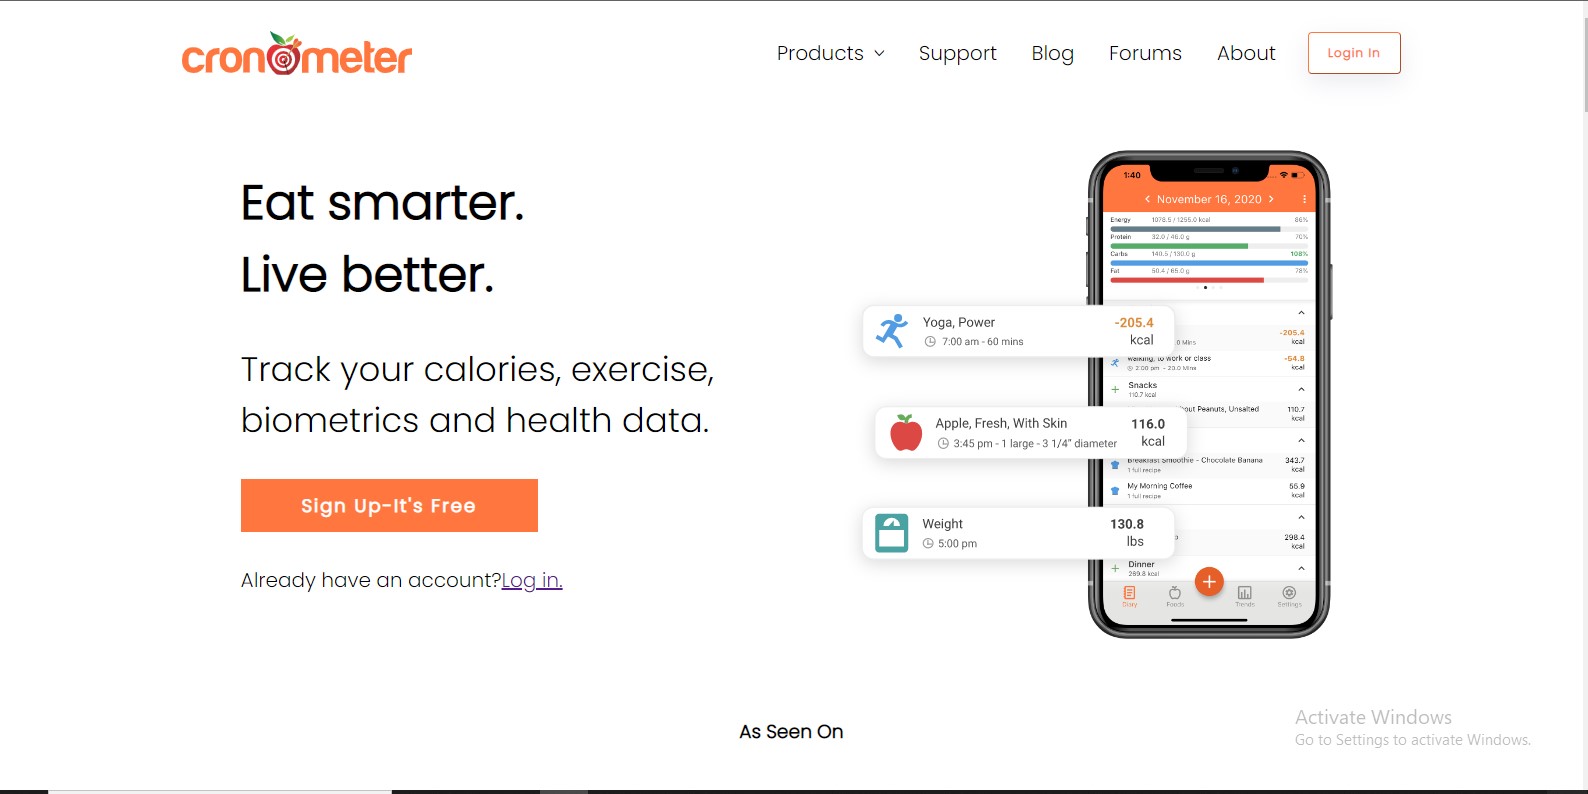 cronometer
Products
Support
Blog
Forums
About
Login In
Eat smarter.
Live better.
Track your calories, exercise,
biometrics and health data.
Sign Up-It's Free
Already have an account?Log in.
1:40
November 16, 2020
Energy 1078.5 / 1255.0 kcal 86%
Protein 32.0 / 46.0 g 70%
Carbs 140.5 / 130.0 g 108%
Fat 50.4 / 65.0 g 78%
Yoga, Power -205.4
7:00 am - 60 mins kcal
-205.4
0 Mins kcal
walking, to work or class -54.8
2:00 pm - 20.0 Mins kcal
Snacks
110.7 kcal
Apple, Fresh, With Skin 116.0
3:45 pm - 1 large - 3 1/4" diameter kcal
out Peanuts, Unsalted 110.7
kcal
Breakfast Smoothie - Chocolate Banana 343.7
1 full recipe kcal
My Morning Coffee 55.9
1 full recipe kcal
Weight 130.8
5:00 pm lbs
298.4
kcal
Dinner
269.8 kcal
Diary
Foods
+
Trends
Settings
As Seen On
Activate Windows
Go to Settings to activate Windows.